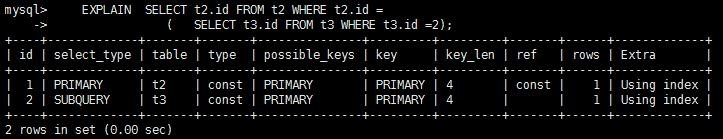 mysql>     EXPLAIN  SELECT t2.id FROM t2 WHERE t2.id =
    ->                  (   SELECT t3.id FROM t3 WHERE t3.id =2);
+----+-------------+-------+-------+---------------+---------+---------+-------+------+-------------+
| id | select_type | table | type  | possible_keys | key     | key_len | ref   | rows | Extra       |
+----+-------------+-------+-------+---------------+---------+---------+-------+------+-------------+
|  1 | PRIMARY     | t2    | const | PRIMARY       | PRIMARY | 4       | const |    1 | Using index |
|  2 | SUBQUERY    | t3    | const | PRIMARY       | PRIMARY | 4       |       |    1 | Using index |
+----+-------------+-------+-------+---------------+---------+---------+-------+------+-------------+
2 rows in set (0.00 sec)